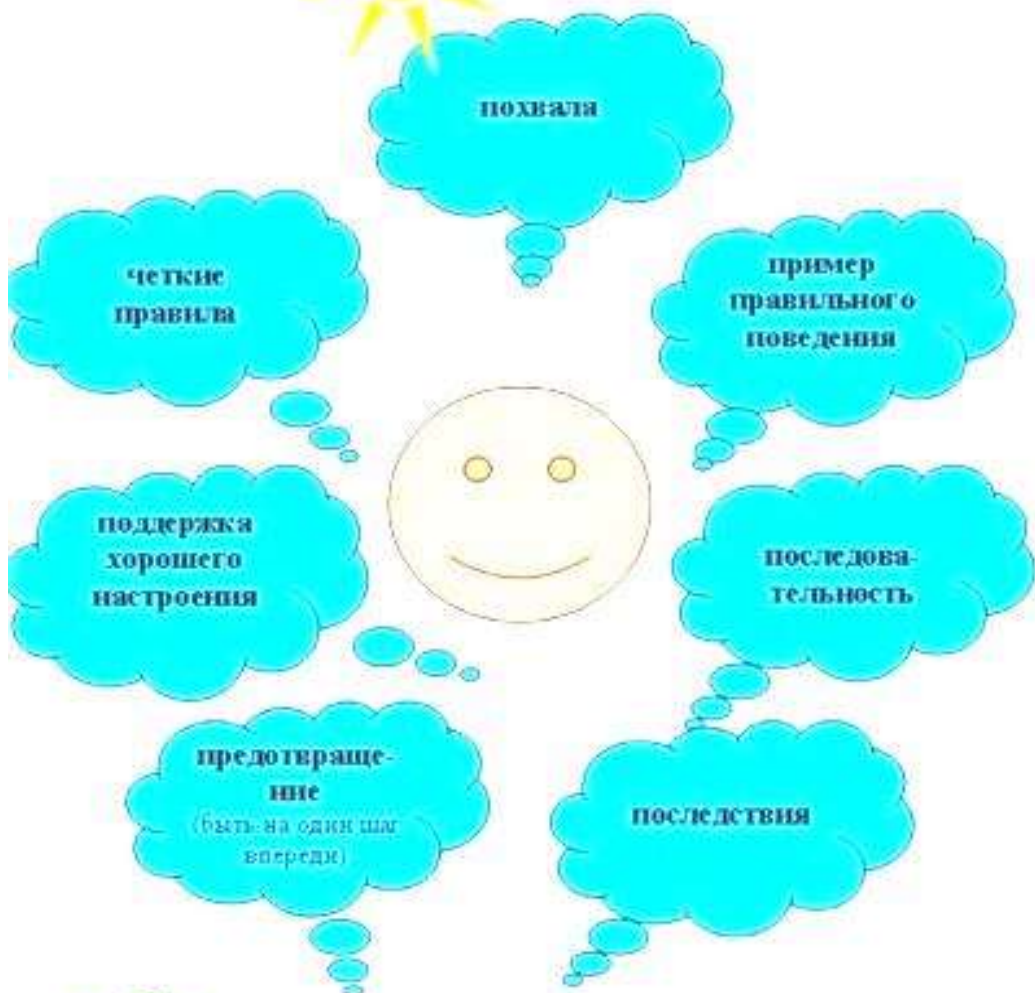 похвала
четкие
правила
пример
правильного
поведения
поддержка
хорошего
настроения
последова-
тельность
предотвраще-
ние
(быть на один шаг
впереди)
последствия